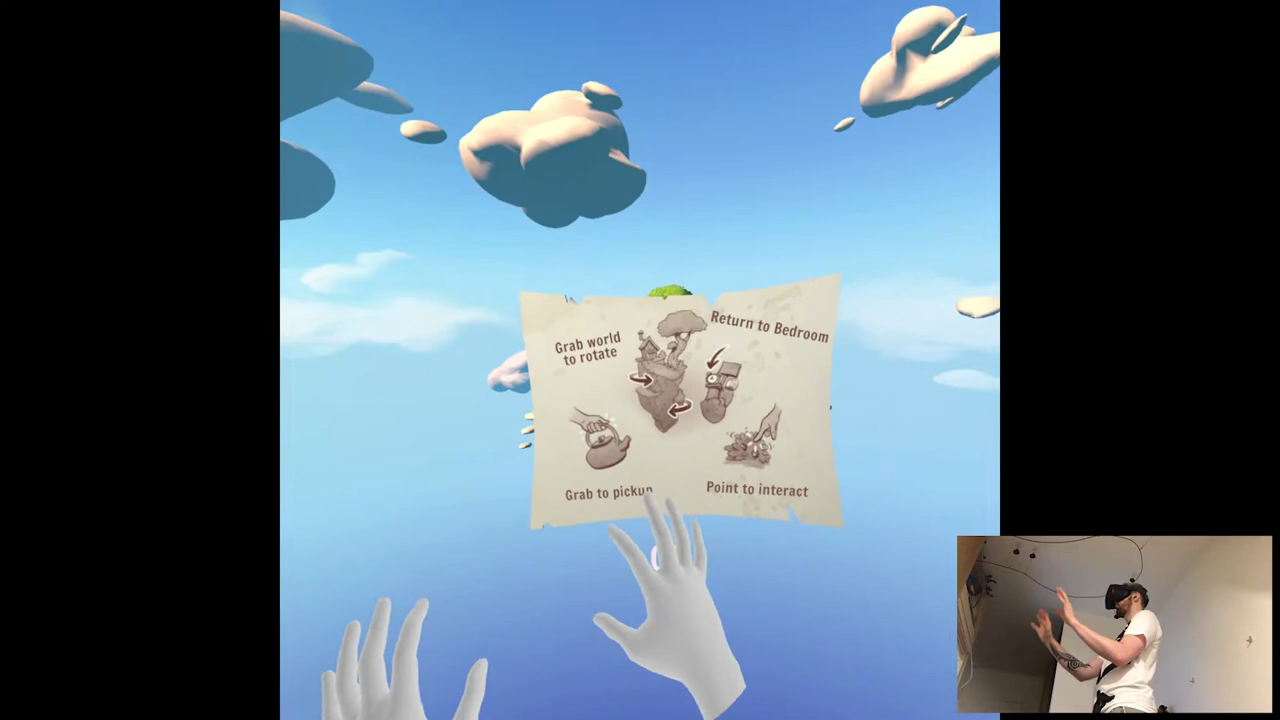 Grab world
to rotate
Return to Bedroom
Grab to pickup
Point to interact